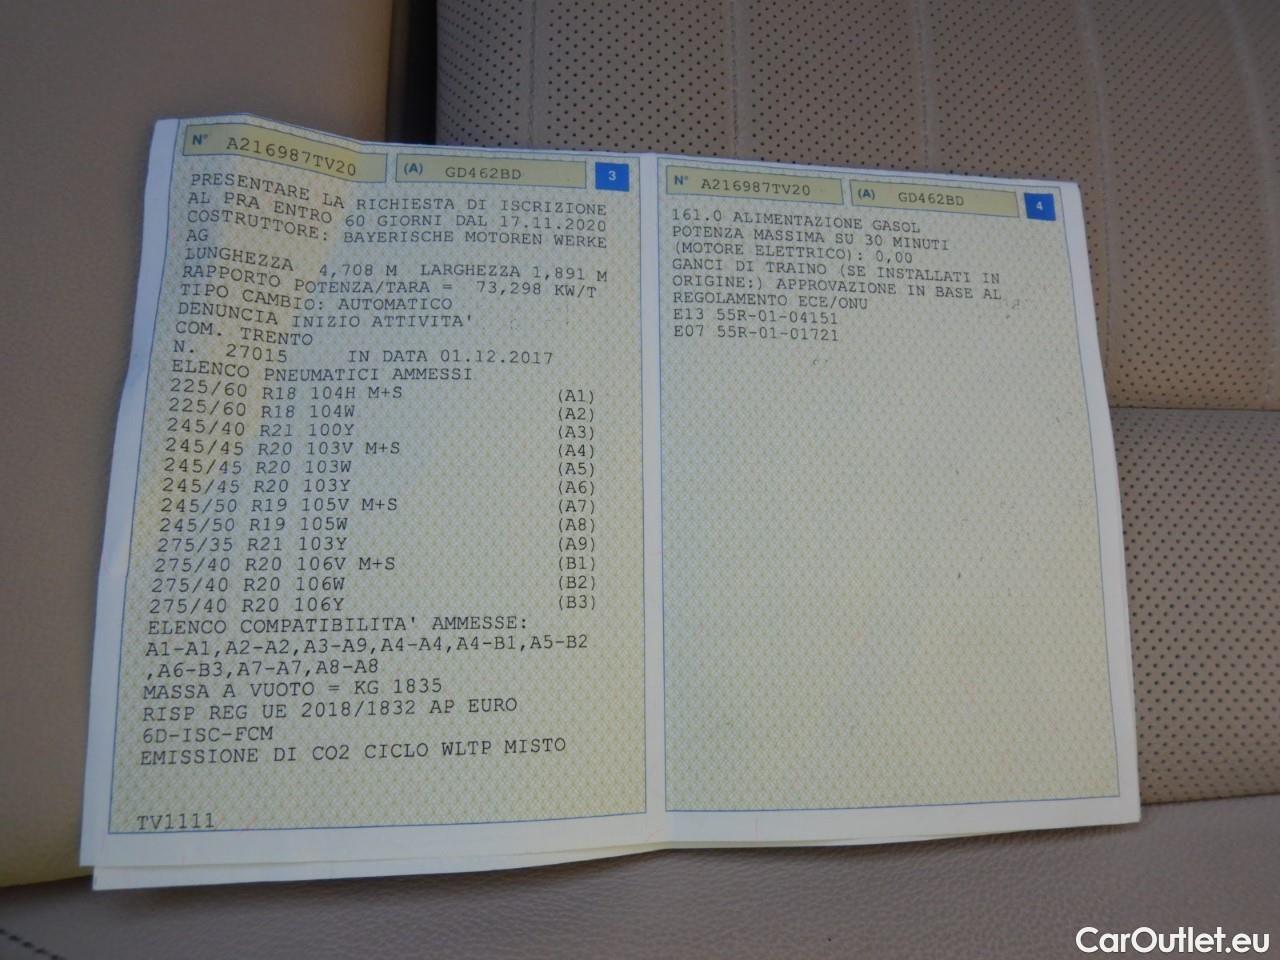 N° A216987TV20 (A) GD462BD 3
PRESENTARE LA RICHIESTA DI ISCRIZIONE
AL PRA ENTRO 60 GIORNI DAL 17.11.2020
COSTRUTTORE: BAYERISCHE MOTOREN WERKE
AG
LUNGHEZZA 4,708 M LARGHEZZA 1,891 M
RAPPORTO POTENZA/TARA = 73,298 KW/T
TIPO CAMBIO: AUTOMATICO
DENUNCIA INIZIO ATTIVITA'
COM. TRENTO
N. 27015 IN DATA 01.12.2017
ELENCO PNEUMATICI AMMESSI
225/60 R18 104H M+S (A1)
225/60 R18 104W (A2)
245/40 R21 100Y (A3)
245/45 R20 103V M+S (A4)
245/45 R20 103W (A5)
245/45 R20 103Y (A6)
245/50 R19 105V M+S (A7)
245/50 R19 105W (A8)
275/35 R21 103Y (A9)
275/40 R20 106V M+S (B1)
275/40 R20 106W (B2)
275/40 R20 106Y (B3)
ELENCO COMPATIBILITA' AMMESSE:
A1-A1,A2-A2,A3-A9,A4-A4,A4-B1,A5-B2
,A6-B3,A7-A7,A8-A8
MASSA A VUOTO = KG 1835
RISP REG UE 2018/1832 AP EURO
6D-ISC-FCM
EMISSIONE DI CO2 CICLO WLTP MISTO
TV1111
N° A216987TV20 (A) GD462BD 4
161.0 ALIMENTAZIONE GASOL
POTENZA MASSIMA SU 30 MINUTI
(MOTORE ELETTRICO): 0,00
GANCI DI TRAINO (SE INSTALLATI IN
ORIGINE:) APPROVAZIONE IN BASE AL
REGOLAMENTO ECE/ONU
E13 55R-01-04151
E07 55R-01-01721
CarOutlet.eu